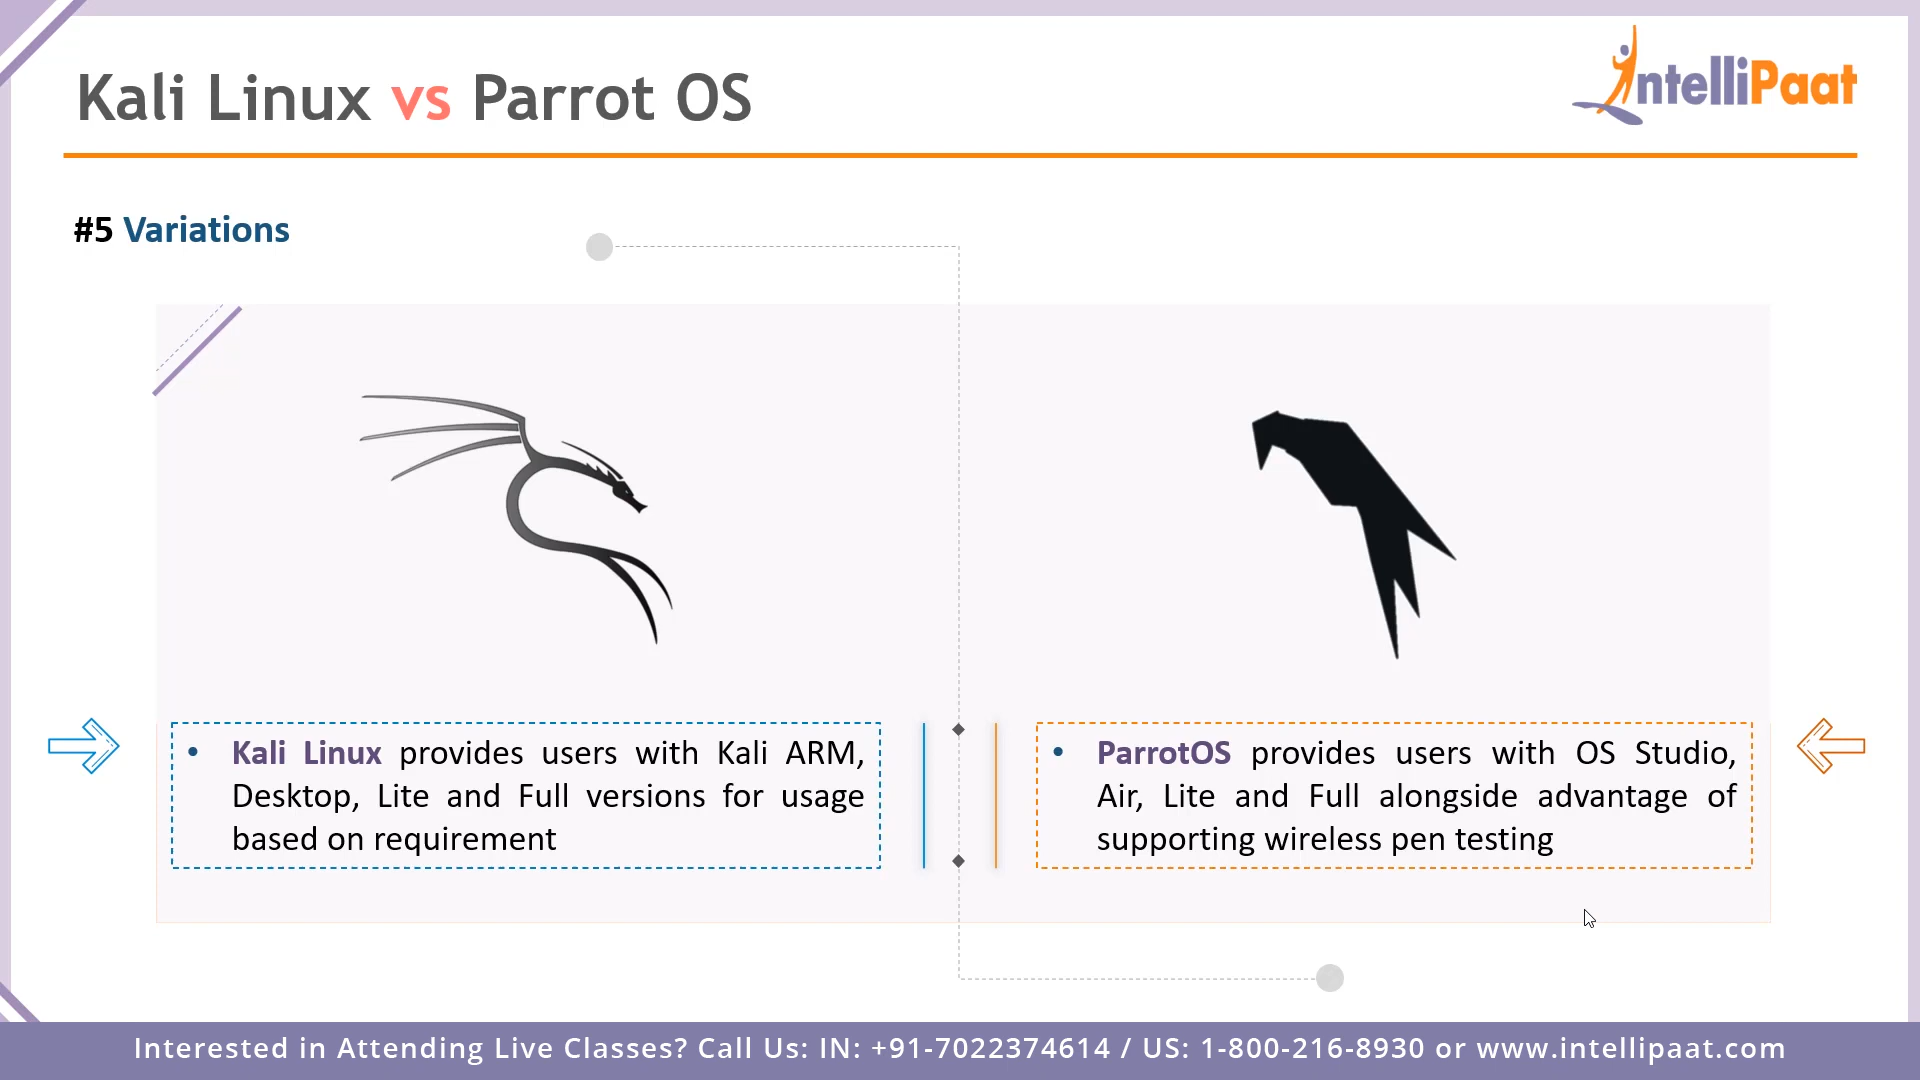 Kali Linux vs Parrot OS
IntelliPaat
#5 Variations
• Kali Linux provides users with Kali ARM,
Desktop, Lite and Full versions for usage
based on requirement
• ParrotOS provides users with OS Studio,
Air, Lite and Full alongside advantage of
supporting wireless pen testing
Interested in Attending Live Classes? Call Us: IN: +91-7022374614 / US: 1-800-216-8930 or www.intellipaat.com